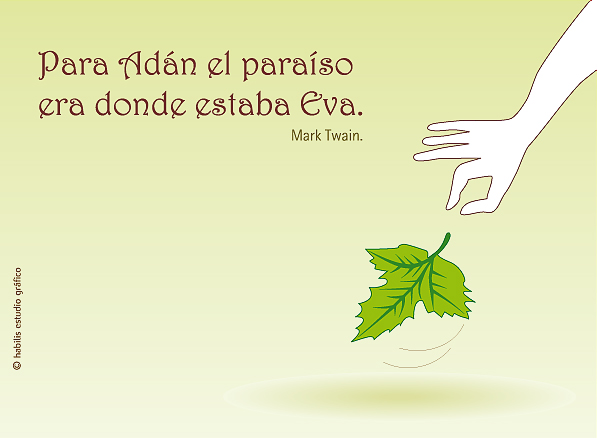 Para Adán el paraíso
era donde estaba Eva.
Mark Twain.
© habilis estudio gráfico